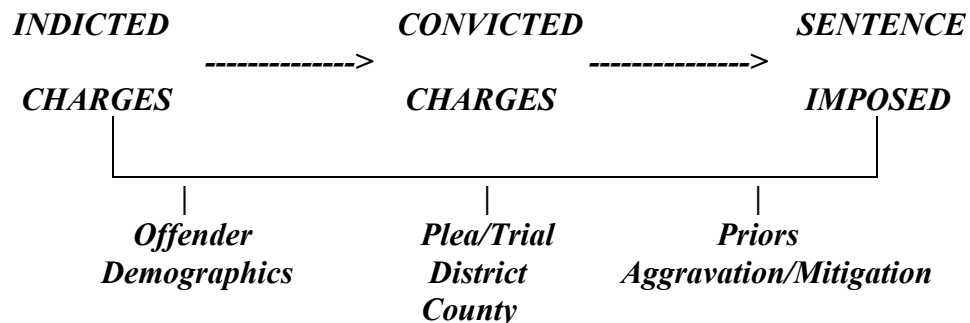 INDICTED CONVICTED SENTENCE
-------------> -------------->
CHARGES CHARGES IMPOSED
| | |
Offender Plea/Trial Priors
Demographics District Aggravation/Mitigation
County